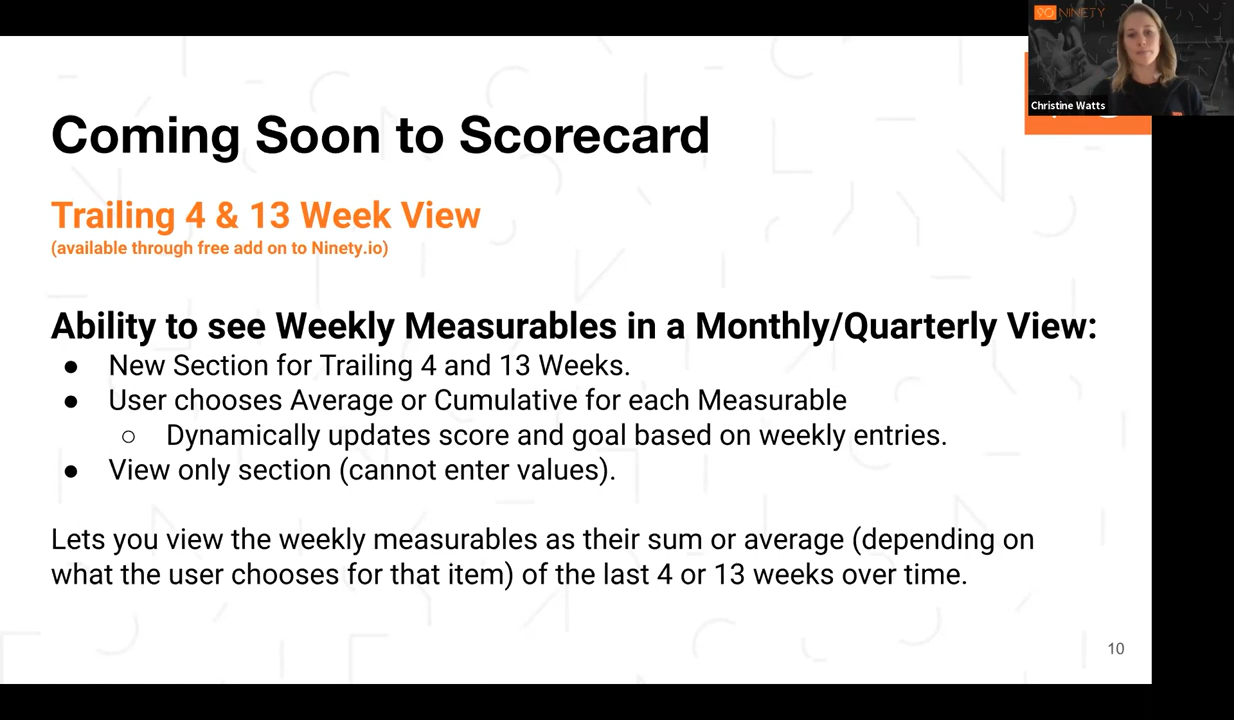 90 NINETY
Christine Watts
Coming Soon to Scorecard
Trailing 4 & 13 Week View
(available through free add on to Ninety.io)
Ability to see Weekly Measurables in a Monthly/Quarterly View:
● New Section for Trailing 4 and 13 Weeks.
● User chooses Average or Cumulative for each Measurable
○ Dynamically updates score and goal based on weekly entries.
● View only section (cannot enter values).
Lets you view the weekly measurables as their sum or average (depending on
what the user chooses for that item) of the last 4 or 13 weeks over time.
10